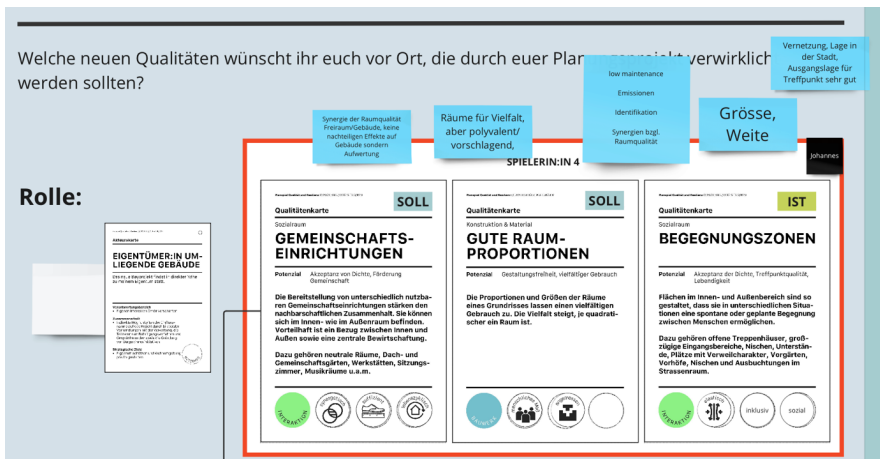 Welche neuen Qualitäten wünscht ihr euch vor Ort, die durch euer verwirklich
werden sollten?
Vernetzung, Lage in
der Stadt,
Ausgangslage für
Treffpunkt sehr gut
low maintenance
Emissionen
Identifikation
Synergien bzgl.
Raumqualität
Synergie der Raumqualität
Freiraum/Gebäude, keine
nachteiligen Effekte auf
Gebäude sondern
Aufwertung
Räume für Vielfalt,
aber polyvalent/
vorschlagend,
Grösse,
Weite
SPIELERIN:IN 4
Johannes
Rolle:
EIGENTÜMER:IN UM-
LIEGENDE GEBÄUDE
SOLL
Qualitätenkarte
Sozialraum
GEMEINSCHAFTS-
EINRICHTUNGEN
Potenzial Akzeptanz von Dichte, Förderung
Gemeinschaft
Die Bereitstellung von unterschiedlich nutzba-
ren Gemeinschaftseinrichtungen stärken den
nachbarschaftlichen Zusammenhalt. Sie können
sich im Innen- wie im Außenraum befinden.
Vorteilhaft ist ein Bezug zwischen Innen und
Außen sowie eine zentrale Bewirtschaftung.
Dazu gehören neutrale Räume, Dach- und
Gemeinschaftsgärten, Werkstätten, Sitzungs-
zimmer, Musikräume u.a.m.
INTERAKTION
SOLL
Qualitätenkarte
Konstruktion & Material
GUTE RAUM-
PROPORTIONEN
Potenzial Gestaltungsfreiheit, vielfältiger Gebrauch
Die Proportionen und Größen der Räume
eines Grundrisses lassen einen vielfältigen
Gebrauch zu. Die Vielfalt steigt, je quadrati-
scher ein Raum ist.
IST
Qualitätenkarte
Sozialraum
BEGEGNUNGSZONEN
Potenzial Akzeptanz der Dichte, Treffpunktqualität,
Lebendigkeit
Flächen im Innen- und Außenbereich sind so
gestaltet, dass sie in unterschiedlichen Situa-
tionen eine spontane oder geplante Begegnung
zwischen Menschen ermöglichen.
Dazu gehören offene Treppenhäuser, groß-
zügige Eingangsbereiche, Nischen, Unterstän-
de, Plätze mit Verweilcharakter, Vorgärten,
Vorhöfe, Nischen und Ausbuchtungen im
Strassenraum.
INTERAKTION
inklusiv
sozial